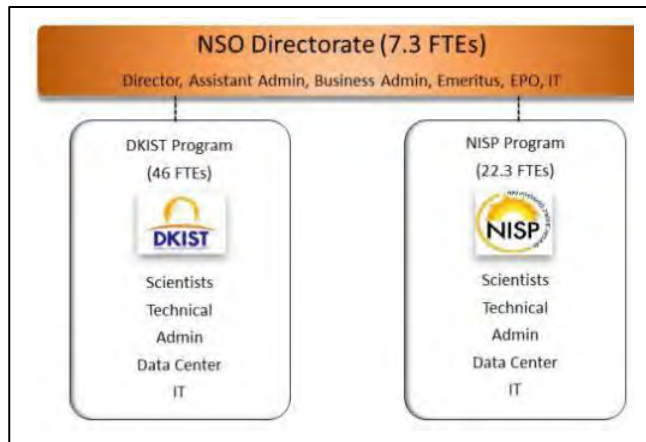 NSO Directorate (7.3 FTEs)
Director, Assistant Admin, Business Admin, Emeritus, EPO, IT
DKIST Program
(46 FTEs)
DKIST
Scientists
Technical
Admin
Data Center
IT
NISP Program
(22.3 FTEs)
NISP
Scientists
Technical
Admin
Data Center
IT